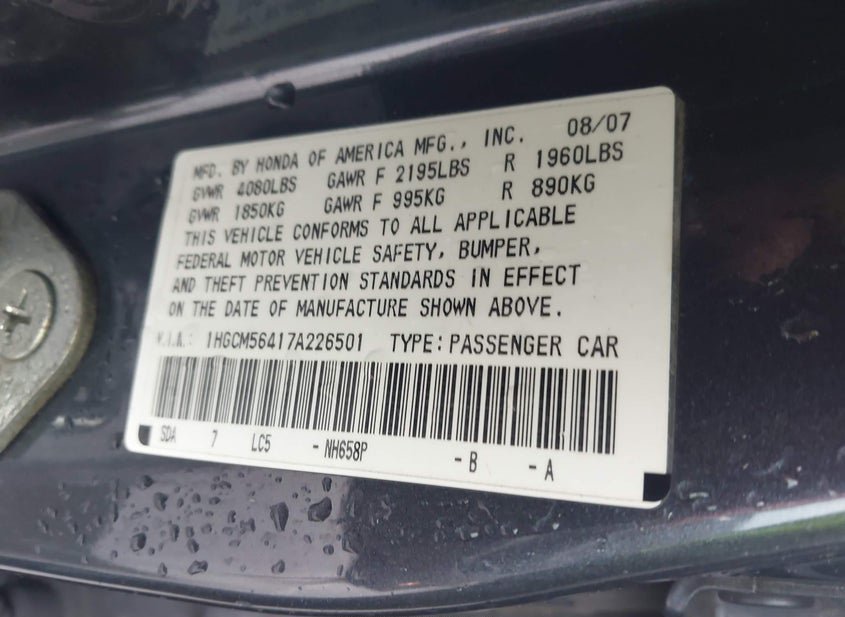 MFD. BY HONDA OF AMERICA MFG., INC. 08/07
GVWR 4080LBS GAWR F 2195LBS R 1960LBS
GVWR 1850KG GAWR F 995KG R 890KG
THIS VEHICLE CONFORMS TO ALL APPLICABLE
FEDERAL MOTOR VEHICLE SAFETY, BUMPER,
AND THEFT PREVENTION STANDARDS IN EFFECT
ON THE DATE OF MANUFACTURE SHOWN ABOVE.
V.I.N.: 1HGCM56417A226501 TYPE: PASSENGER CAR
SDA 7 LC5 - NH658P - B - A